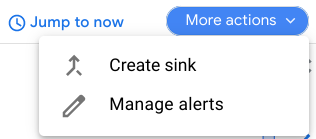 Jump to now More actions
Create sink
Manage alerts